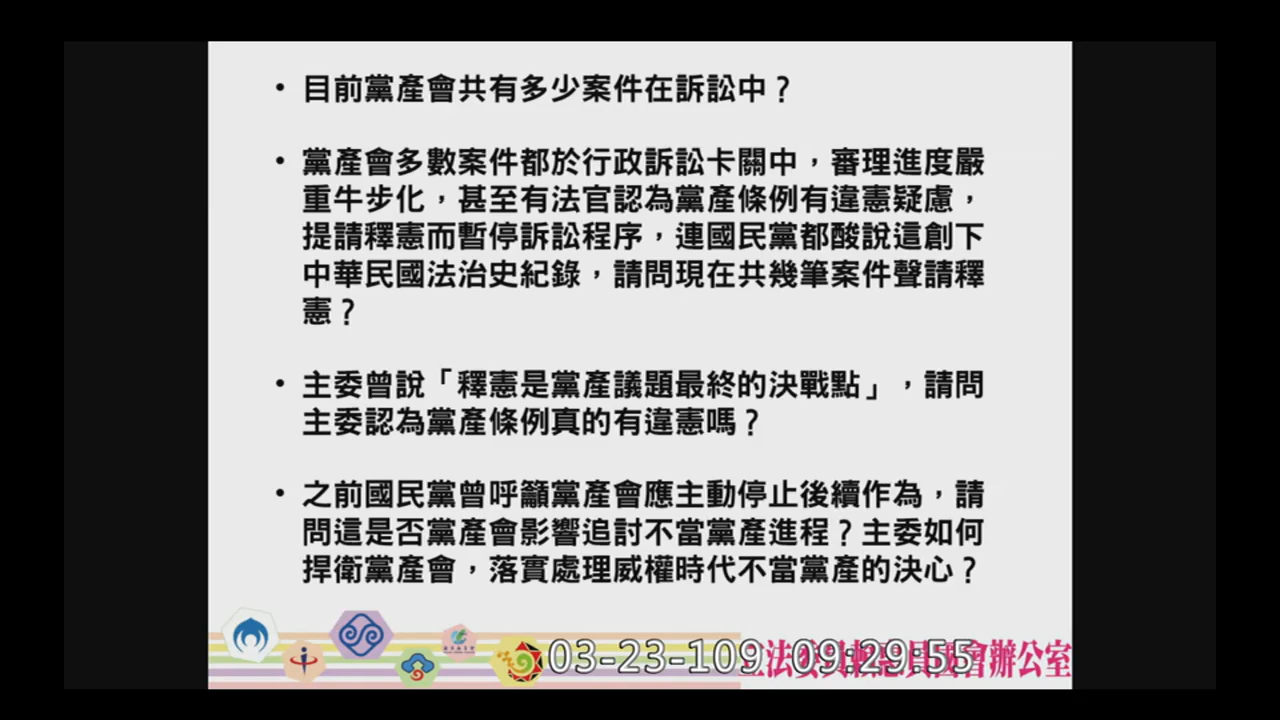 • 目前黨產會共有多少案件在訴訟中？
• 黨產會多數案件都於行政訴訟卡關中，審理進度嚴
重牛步化，甚至有法官認為黨產條例有違憲疑慮，
提請釋憲而暫停訴訟程序，連國民黨都酸說這創下
中華民國法治史紀錄，請問現在共幾筆案件聲請釋
憲？
• 主委曾說「釋憲是黨產議題最終的決戰點」，請問
主委認為黨產條例真的有違憲嗎？
• 之前國民黨曾呼籲黨產會應主動停止後續作為，請
問這是否黨產會影響追討不當黨產進程？主委如何
捍衛黨產會，落實處理威權時代不當黨產的決心？
03-23-109 09:29:55
立法委員 國會辦公室